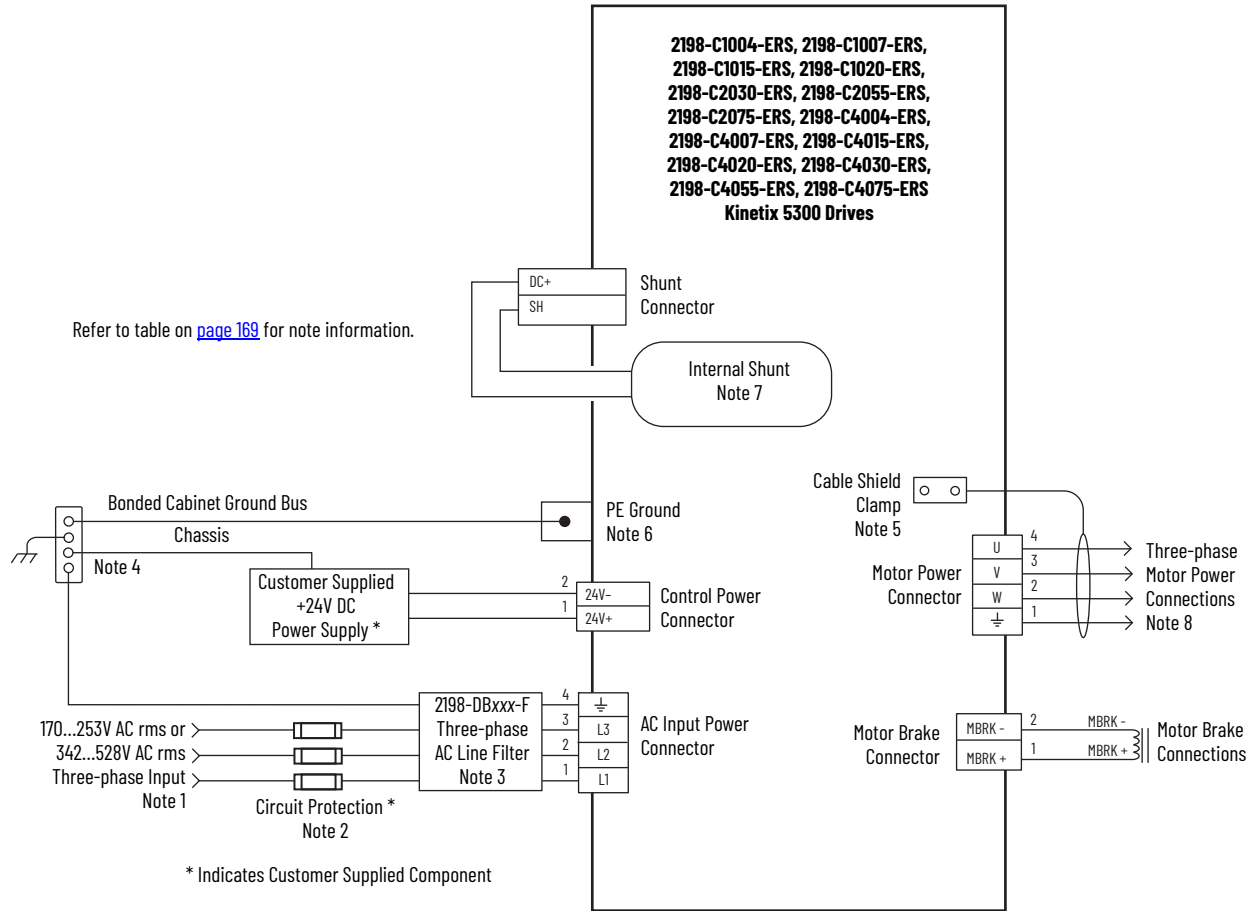 2198-C1004-ERS, 2198-C1007-ERS,
2198-C1015-ERS, 2198-C1020-ERS,
2198-C2030-ERS, 2198-C2055-ERS,
2198-C2075-ERS, 2198-C4004-ERS,
2198-C4007-ERS, 2198-C4015-ERS,
2198-C4020-ERS, 2198-C4030-ERS,
2198-C4055-ERS, 2198-C4075-ERS
Kinetix 5300 Drives
DC+
SH
Shunt
Connector
Refer to table on page 169 for note information.
Internal Shunt
Note 7
Bonded Cabinet Ground Bus
Chassis
Note 4
PE Ground
Note 6
Cable Shield
Clamp
Note 5
Customer Supplied
+24V DC
Power Supply *
2
1
24V-
24V+
Control Power
Connector
Motor Power
Connector
U
V
W
4
3
2
1
Three-phase
Motor Power
Connections
Note 8
170...253V AC rms or
342...528V AC rms
Three-phase Input
Note 1
Circuit Protection *
Note 2
2198-DBxxx-F
Three-phase
AC Line Filter
Note 3
4
3
2
1
L3
L2
L1
AC Input Power
Connector
Motor Brake
Connector
MBRK -
MBRK +
2
1
MBRK -
MBRK +
Motor Brake
Connections
* Indicates Customer Supplied Component